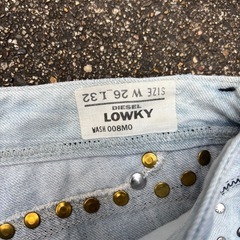 SIZE W 26 L 32
DIESEL
LOWKY
WASH 008MO